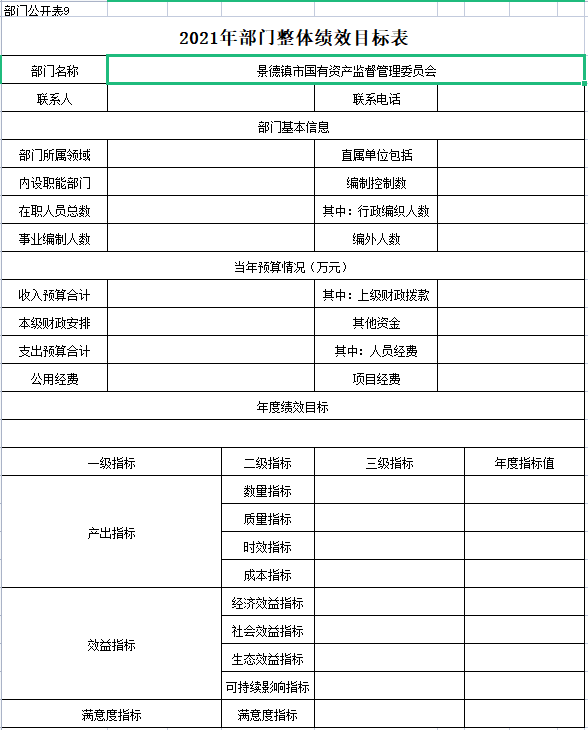 部门公开表9
2021年部门整体绩效目标表
部门名称 景德镇市国有资产监督管理委员会
联系人 联系电话
部门基本信息
部门所属领域 直属单位包括
内设职能部门 编制控制数
在职人员总数 其中：行政编织人数
事业编制人数 编外人数
当年预算情况（万元）
收入预算合计 其中：上级财政拨款
本级财政安排 其他资金
支出预算合计 其中：人员经费
公用经费 项目经费
年度绩效目标
一级指标 二级指标 三级指标 年度指标值
产出指标 数量指标
质量指标
时效指标
成本指标
效益指标 经济效益指标
社会效益指标
生态效益指标
可持续影响指标
满意度指标 满意度指标